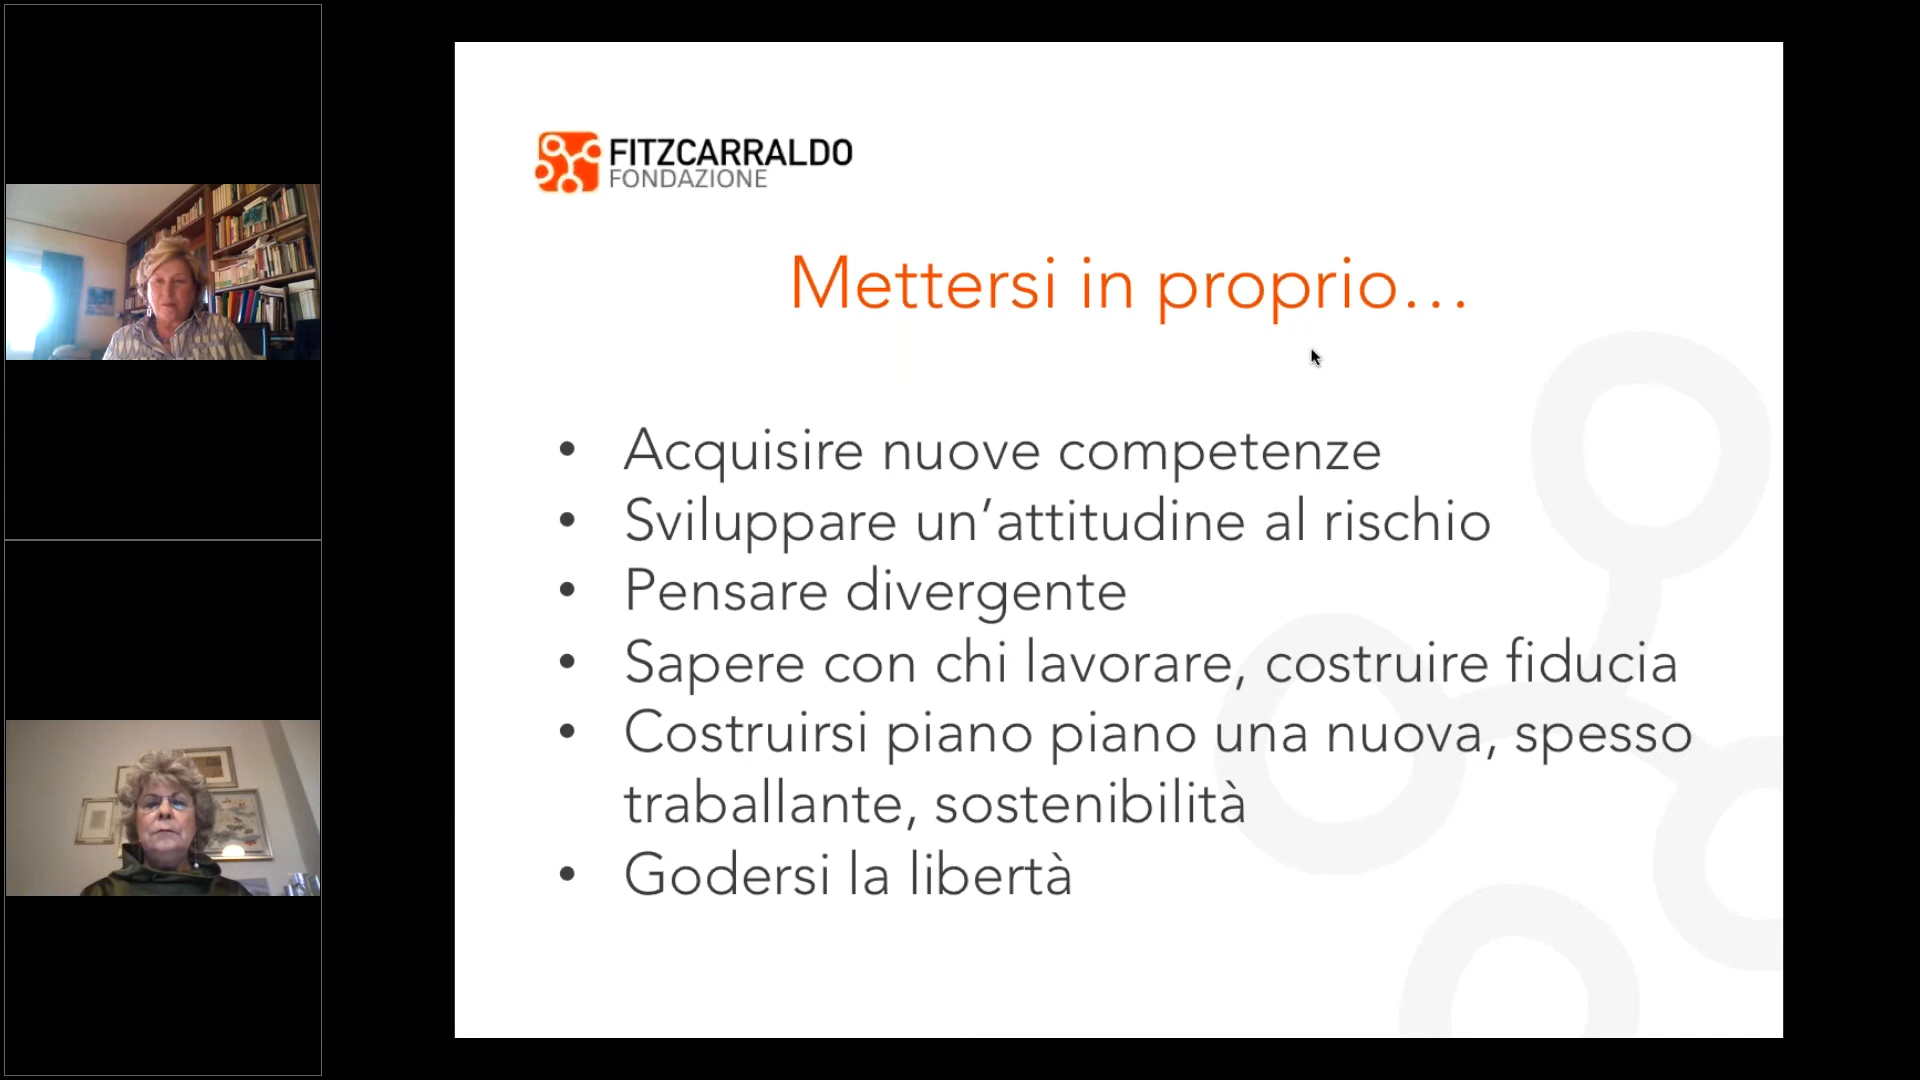 FITZCARRALDO
FONDAZIONE
Mettersi in proprio…
• Acquisire nuove competenze
• Sviluppare un’attitudine al rischio
• Pensare divergente
• Sapere con chi lavorare, costruire fiducia
• Costruirsi piano piano una nuova, spesso
traballante, sostenibilità
• Godersi la libertà